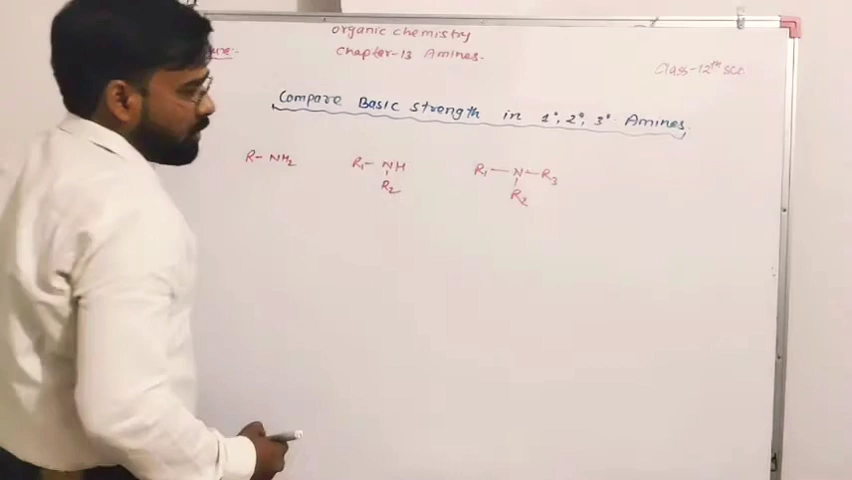 organic chemistry
Chapter-13 Amines.
Class-12th sci.
Compare Basic strength in 1°, 2°, 3° Amines,
R- NH2 R1- NH R1 — N — R3
R2 R2